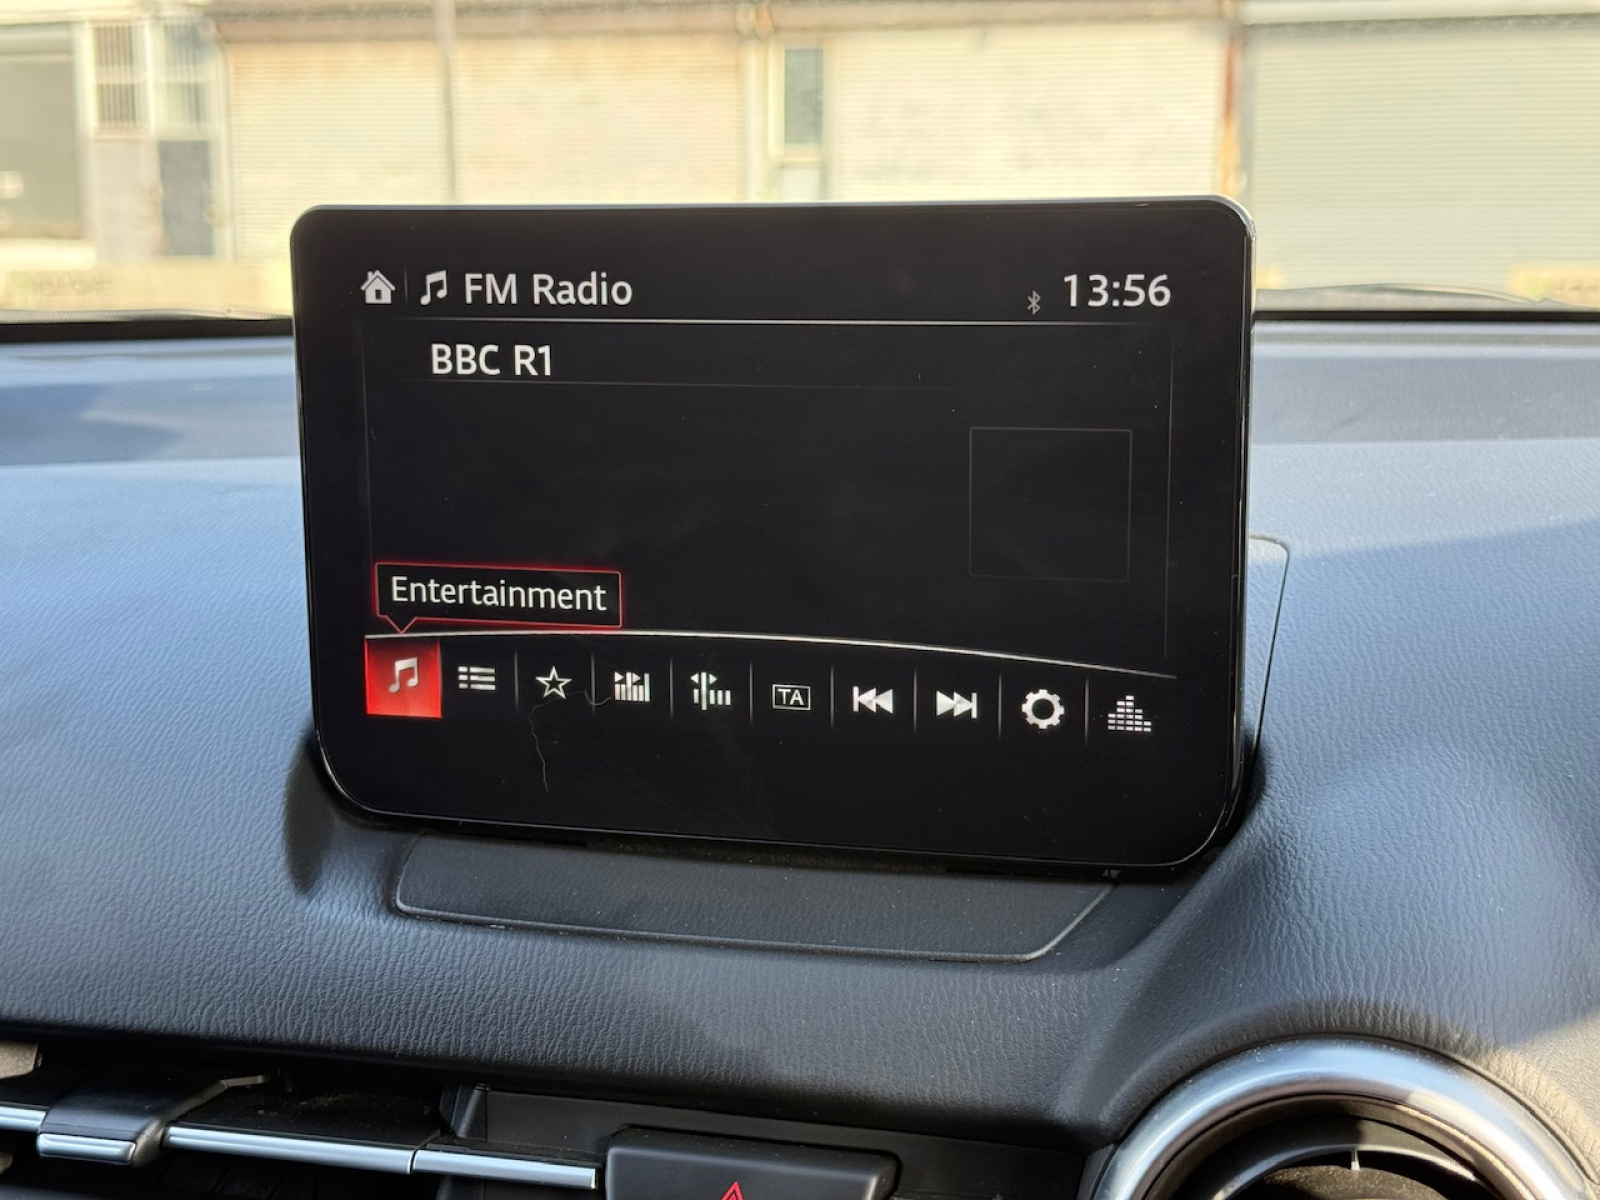 FM Radio 13:56
BBC R1
Entertainment
TA